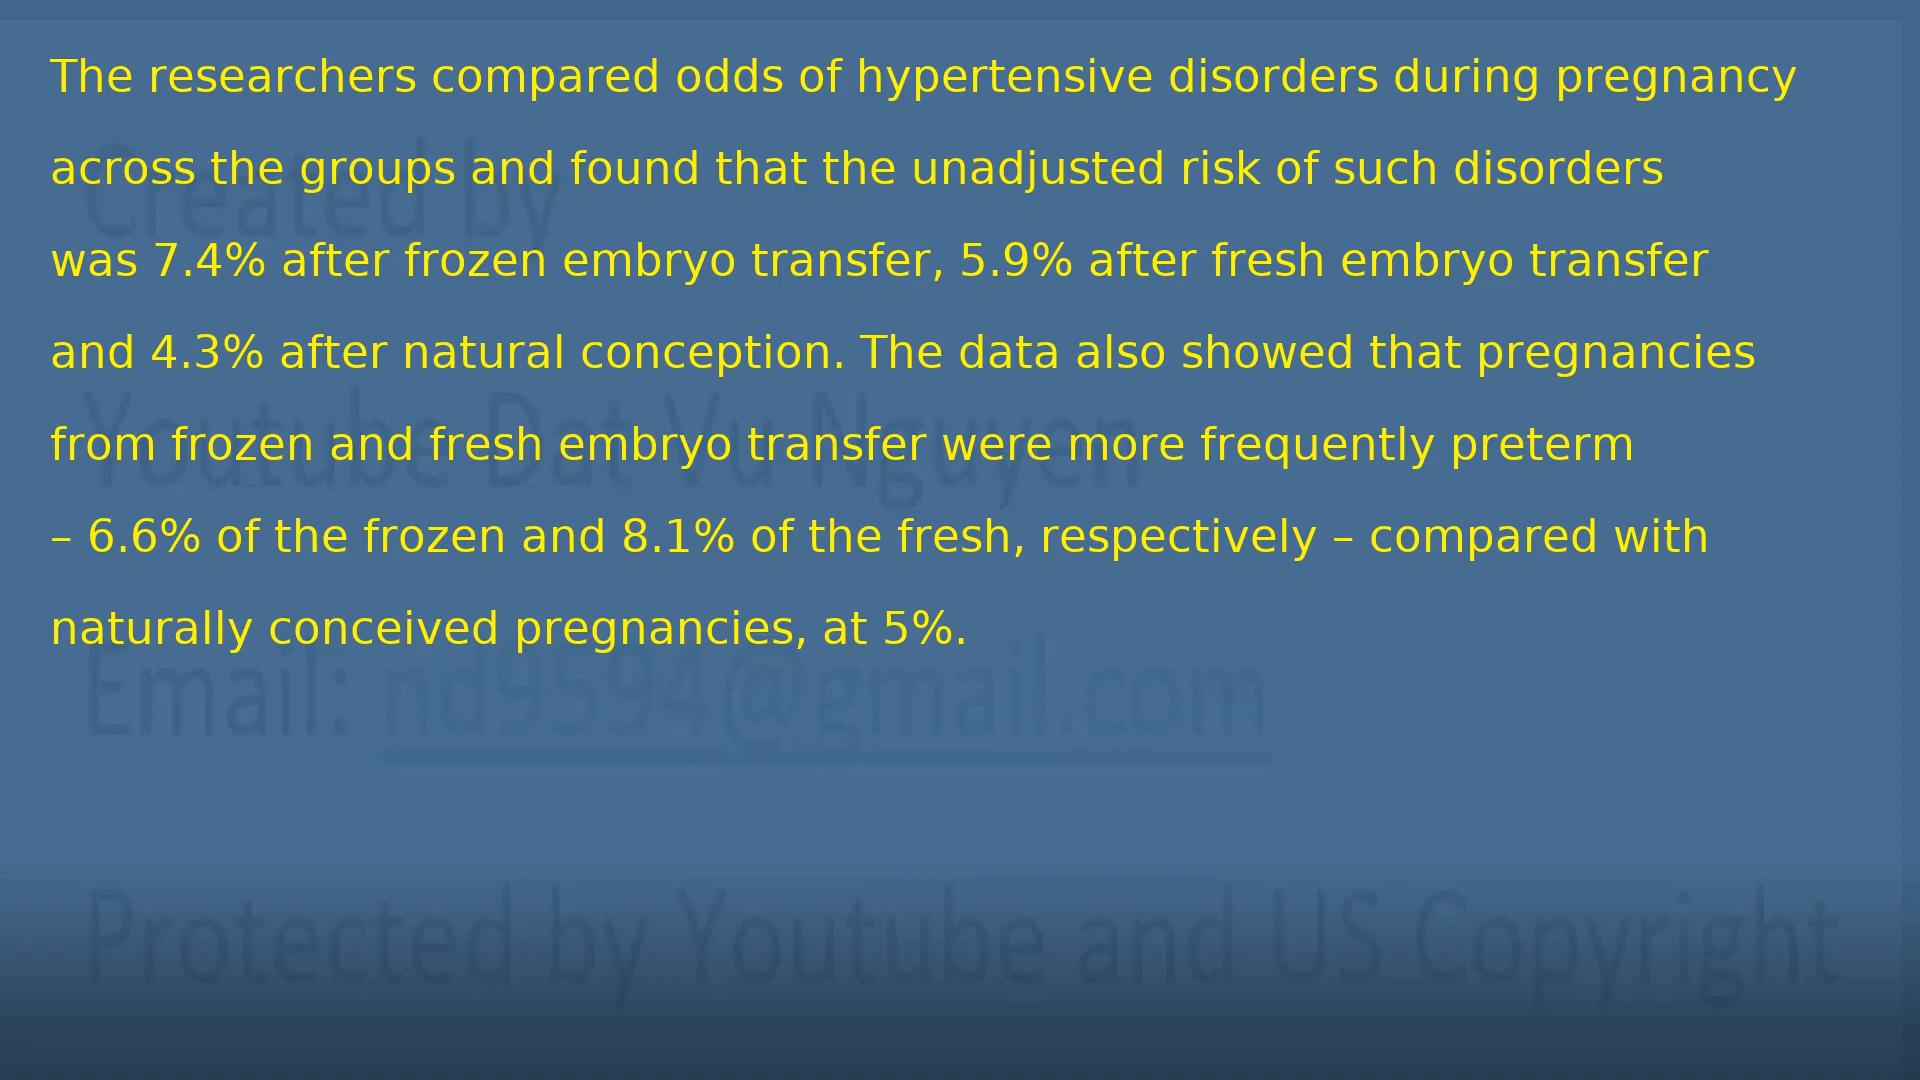 The researchers compared odds of hypertensive disorders during pregnancy
across the groups and found that the unadjusted risk of such disorders
Created by
was 7.4% after frozen embryo transfer, 5.9% after fresh embryo transfer
and 4.3% after natural conception. The data also showed that pregnancies
from frozen and fresh embryo transfer were more frequently preterm
Youtube Dat Vu Nguyen
– 6.6% of the frozen and 8.1% of the fresh, respectively – compared with
naturally conceived pregnancies, at 5%.
Email: nd9594@gmail.com
Protected by Youtube and US Copyright